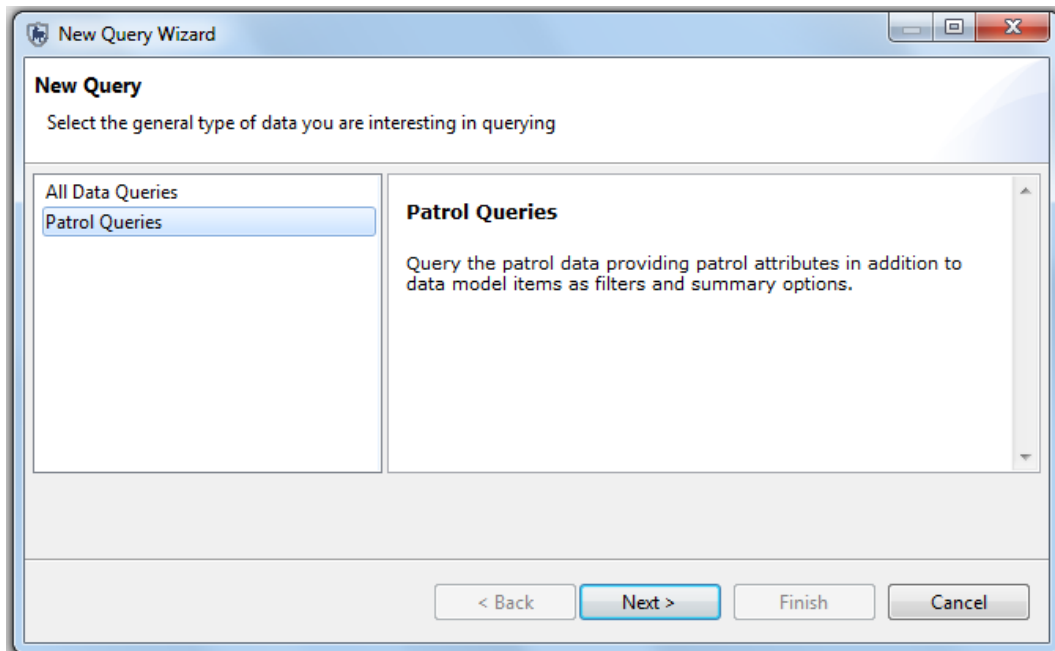 New Query Wizard
New Query
Select the general type of data you are interesting in querying
All Data Queries
Patrol Queries
Patrol Queries
Query the patrol data providing patrol attributes in addition to
data model items as filters and summary options.
< Back
Next >
Finish
Cancel